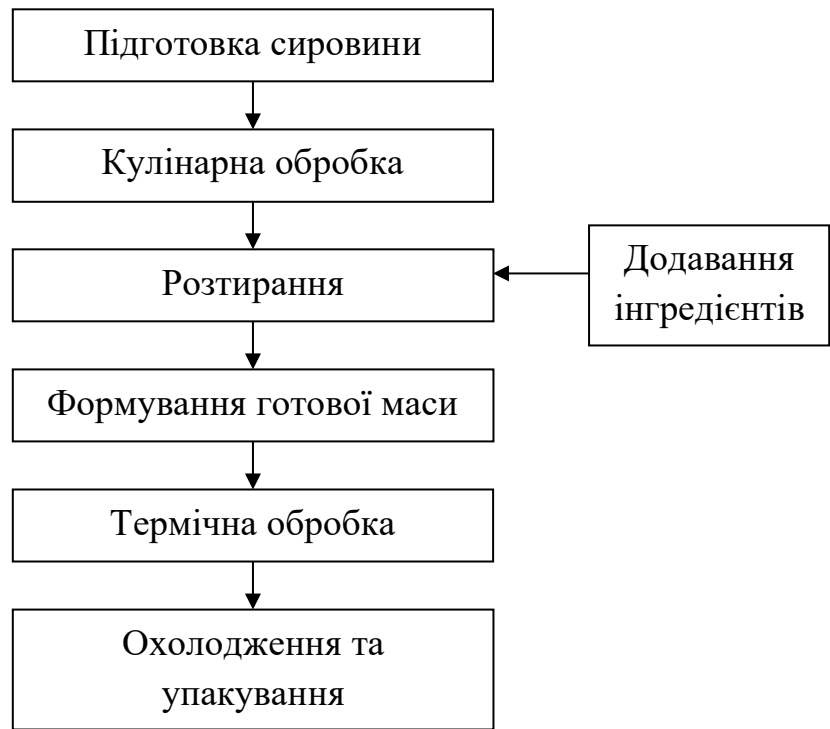 Підготовка сировини
Кулінарна обробка
Розтирання
Додавання
інгредієнтів
Формування готової маси
Термічна обробка
Охолодження та
упакування